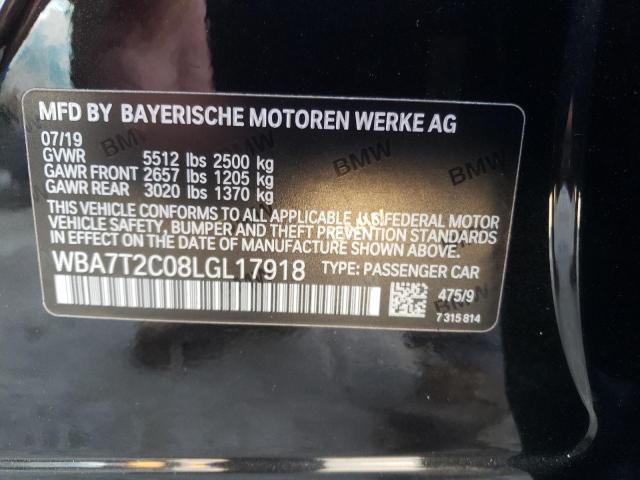 MFD BY BAYERISCHE MOTOREN WERKE AG
07/19
GVWR 5512 lbs 2500 kg
GAWR FRONT 2657 lbs 1205 kg
GAWR REAR 3020 lbs 1370 kg
THIS VEHICLE CONFORMS TO ALL APPLICABLE U.S. FEDERAL MOTOR
VEHICLE SAFETY, BUMPER AND THEFT PREVENTION STANDARDS
IN EFFECT ON THE DATE OF MANUFACTURE SHOWN ABOVE.
WBA7T2C08LGL17918 TYPE: PASSENGER CAR
475/9
7 315 814
BMW
BMW
BMW